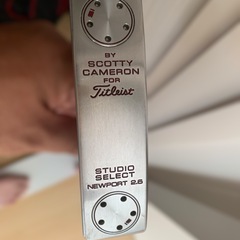 BY
SCOTTY
CAMERON
FOR
Titleist
STUDIO
SELECT
NEWPORT 2.6